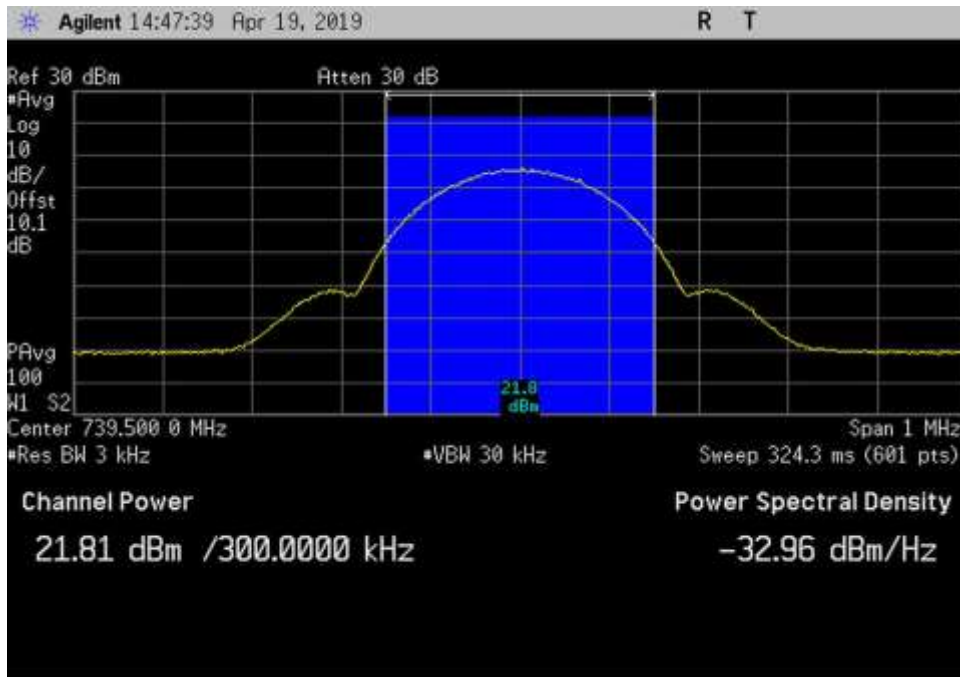 Agilent 14:47:39 Apr 19, 2019 R T
Ref 30 dBm Atten 30 dB
#Avg
Log
10
dB/
Offst
10.1
dB
PAvg
100
W1 S2
21.8
dBm
Center 739.500 0 MHz Span 1 MHz
#Res BW 3 kHz #VBW 30 kHz Sweep 324.3 ms (601 pts)
Channel Power Power Spectral Density
21.81 dBm /300.0000 kHz -32.96 dBm/Hz